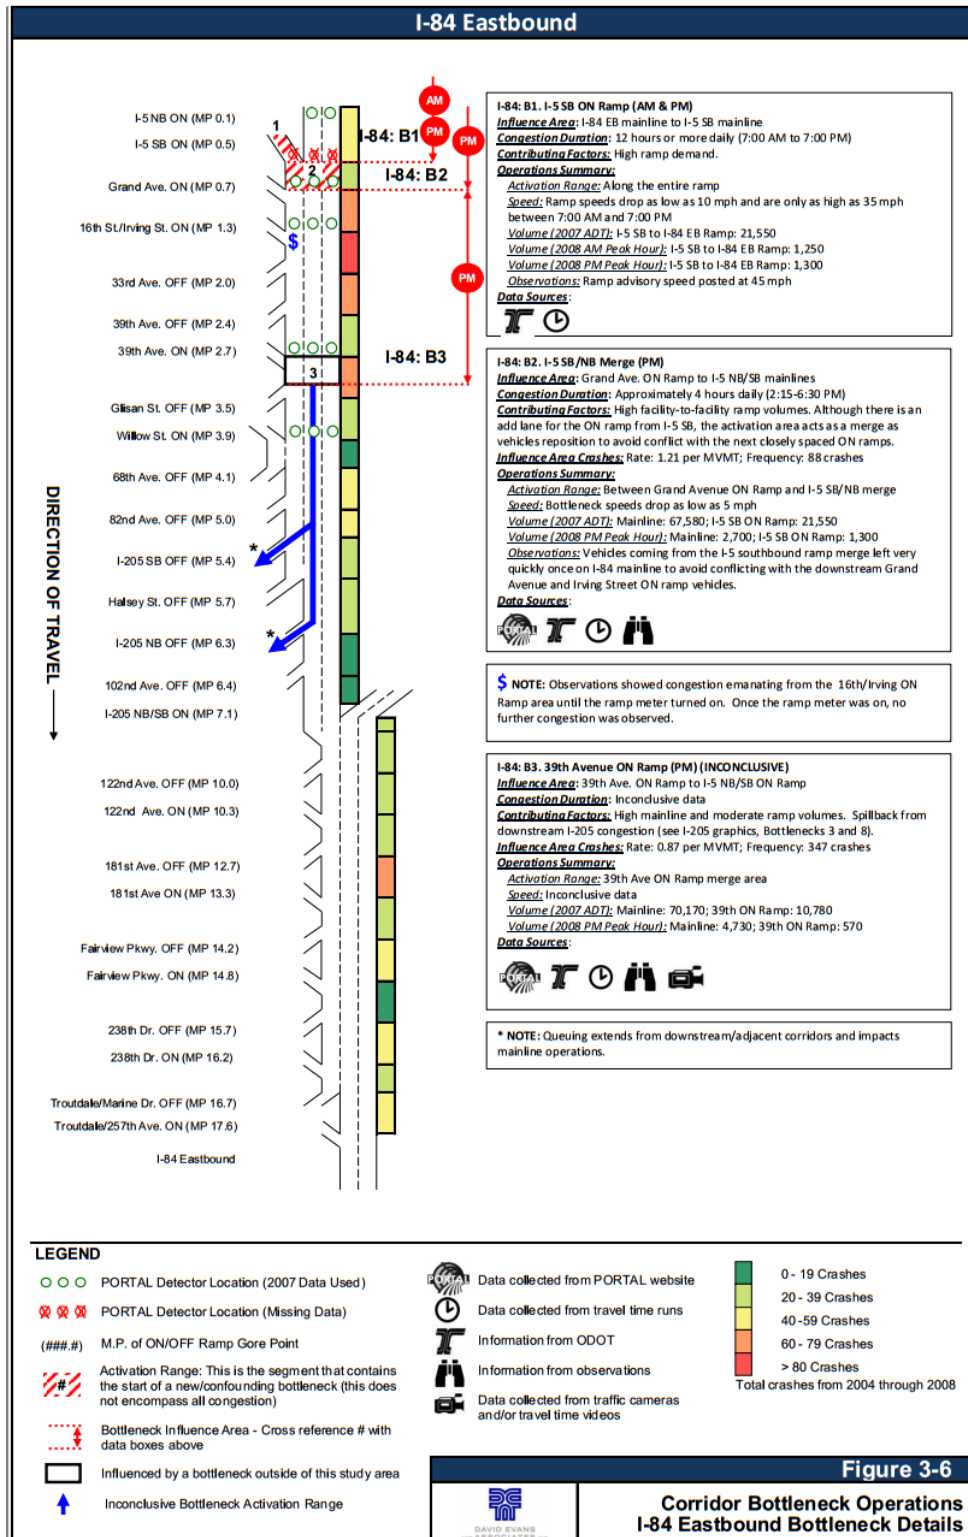 I-84 Eastbound
I-5 NB ON (MP 0.1)
I-5 SB ON (MP 0.5)
Grand Ave. ON (MP 0.7)
16th St./Irving St. ON (MP 1.3)
33rd Ave. OFF (MP 2.0)
39th Ave. OFF (MP 2.4)
39th Ave. ON (MP 2.7)
Glisan St. OFF (MP 3.5)
Willow St. ON (MP 3.9)
68th Ave. OFF (MP 4.1)
82nd Ave. OFF (MP 5.0)
I-205 SB OFF (MP 5.4)
Halsey St. OFF (MP 5.7)
I-205 NB OFF (MP 6.3)
102nd Ave. OFF (MP 6.4)
I-205 NB/SB ON (MP 7.1)
122nd Ave. OFF (MP 10.0)
122nd Ave. ON (MP 10.3)
181st Ave. OFF (MP 12.7)
181st Ave ON (MP 13.3)
Fairview Pkwy. OFF (MP 14.2)
Fairview Pkwy. ON (MP 14.8)
238th Dr. OFF (MP 15.7)
238th Dr. ON (MP 16.2)
Troutdale/Marine Dr. OFF (MP 16.7)
Troutdale/257th Ave. ON (MP 17.6)
I-84 Eastbound
DIRECTION OF TRAVEL
1
2
$
3
*
*
AM
PM
PM
PM
I-84: B1
I-84: B2
I-84: B3
I-84: B1. I-5 SB ON Ramp (AM & PM)
Influence Area: I-84 EB mainline to I-5 SB mainline
Congestion Duration: 12 hours or more daily (7:00 AM to 7:00 PM)
Contributing Factors: High ramp demand.
Operations Summary:
Activation Range: Along the entire ramp
Speed: Ramp speeds drop as low as 10 mph and are only as high as 35 mph
between 7:00 AM and 7:00 PM
Volume (2007 ADT): I-5 SB to I-84 EB Ramp: 21,550
Volume (2008 AM Peak Hour): I-5 SB to I-84 EB Ramp: 1,250
Volume (2008 PM Peak Hour): I-5 SB to I-84 EB Ramp: 1,300
Observations: Ramp advisory speed posted at 45 mph
Data Sources:
I-84: B2. I-5 SB/NB Merge (PM)
Influence Area: Grand Ave. ON Ramp to I-5 NB/SB mainlines
Congestion Duration: Approximately 4 hours daily (2:15-6:30 PM)
Contributing Factors: High facility-to-facility ramp volumes. Although there is an
add lane for the ON ramp from I-5 SB, the activation area acts as a merge as
vehicles reposition to avoid conflict with the next closely spaced ON ramps.
Influence Area Crashes: Rate: 1.21 per MVMT; Frequency: 88 crashes
Operations Summary:
Activation Range: Between Grand Avenue ON Ramp and I-5 SB/NB merge
Speed: Bottleneck speeds drop as low as 5 mph
Volume (2007 ADT): Mainline: 67,580; I-5 SB ON Ramp: 21,550
Volume (2008 PM Peak Hour): Mainline: 2,700; I-5 SB ON Ramp: 1,300
Observations: Vehicles coming from the I-5 southbound ramp merge left very
quickly once on I-84 mainline to avoid conflicting with the downstream Grand
Avenue and Irving Street ON ramp vehicles.
Data Sources:
PORTAL
$ NOTE: Observations showed congestion emanating from the 16th/Irving ON
Ramp area until the ramp meter turned on. Once the ramp meter was on, no
further congestion was observed.
I-84: B3. 39th Avenue ON Ramp (PM) (INCONCLUSIVE)
Influence Area: 39th Ave. ON Ramp to I-5 NB/SB ON Ramp
Congestion Duration: Inconclusive data
Contributing Factors: High mainline and moderate ramp volumes. Spillback from
downstream I-205 congestion (see I-205 graphics, Bottlenecks 3 and 8).
Influence Area Crashes: Rate: 0.87 per MVMT; Frequency: 347 crashes
Operations Summary:
Activation Range: 39th Ave ON Ramp merge area
Speed: Inconclusive data
Volume (2007 ADT): Mainline: 70,170; 39th ON Ramp: 10,780
Volume (2008 PM Peak Hour): Mainline: 4,730; 39th ON Ramp: 570
Data Sources:
PORTAL
* NOTE: Queuing extends from downstream/adjacent corridors and impacts
mainline operations.
LEGEND
PORTAL Detector Location (2007 Data Used)
PORTAL Detector Location (Missing Data)
(###.#) M.P. of ON/OFF Ramp Gore Point
#
Activation Range: This is the segment that contains
the start of a new/confounding bottleneck (this does
not encompass all congestion)
Bottleneck Influence Area - Cross reference # with
data boxes above
Influenced by a bottleneck outside of this study area
Inconclusive Bottleneck Activation Range
PORTAL
Data collected from PORTAL website
Data collected from travel time runs
Information from ODOT
Information from observations
Data collected from traffic cameras
and/or travel time videos
0 - 19 Crashes
20 - 39 Crashes
40 -59 Crashes
60 - 79 Crashes
> 80 Crashes
Total crashes from 2004 through 2008
Figure 3-6
DAVID EVANS
Corridor Bottleneck Operations
I-84 Eastbound Bottleneck Details